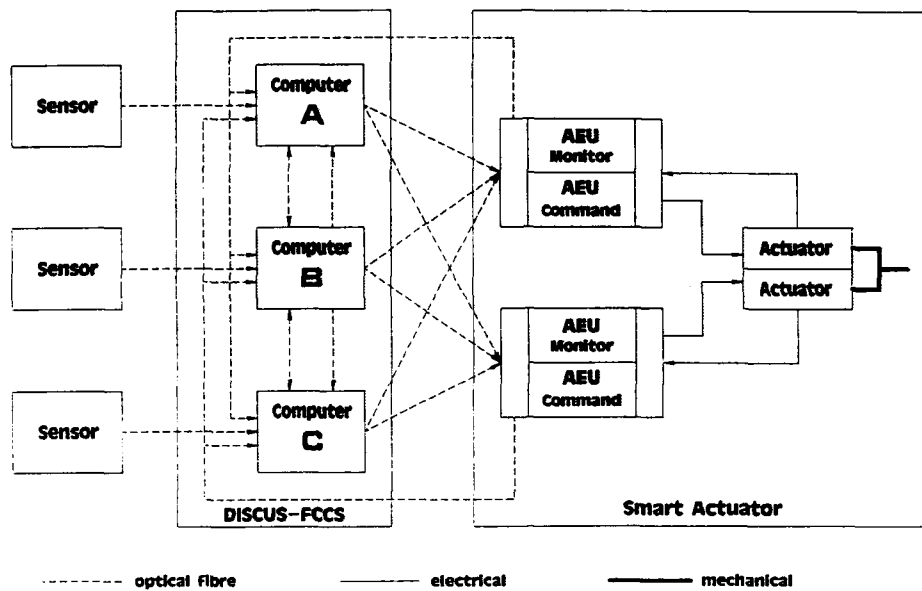 Sensor
Computer
A
AEU
Monitor
AEU
Command
Sensor
Computer
B
Actuator
Actuator
AEU
Monitor
AEU
Command
Sensor
Computer
C
DISCUS-FCCS
Smart Actuator
optical fibre
electrical
mechanical